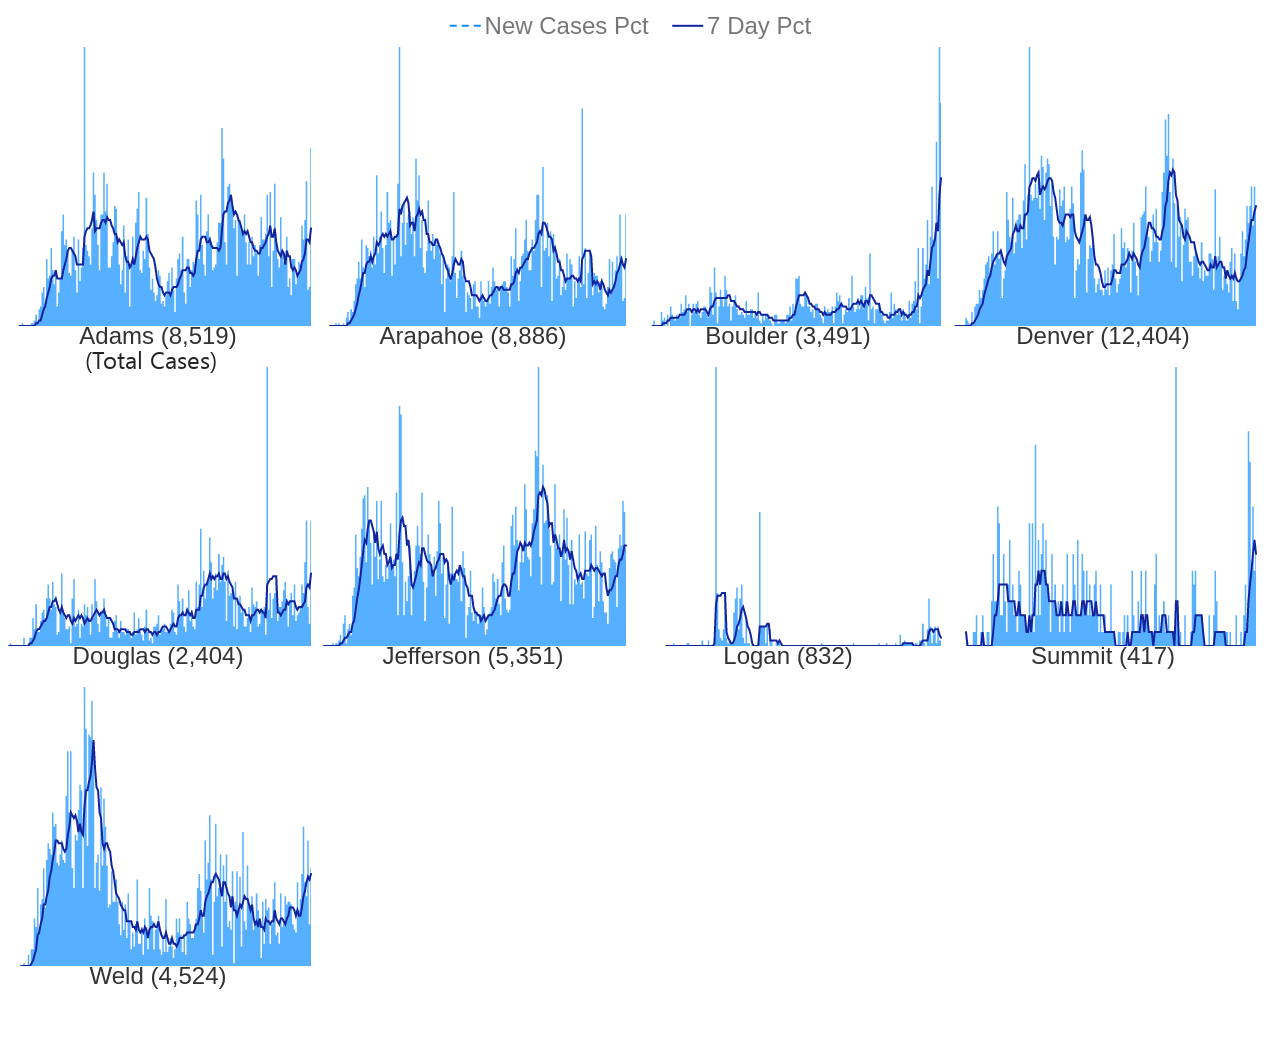 New Cases Pct 7 Day Pct
Adams (8,519) Arapahoe (8,886) Boulder (3,491) Denver (12,404)
(Total Cases)
Douglas (2,404) Jefferson (5,351) Logan (832) Summit (417)
Weld (4,524)